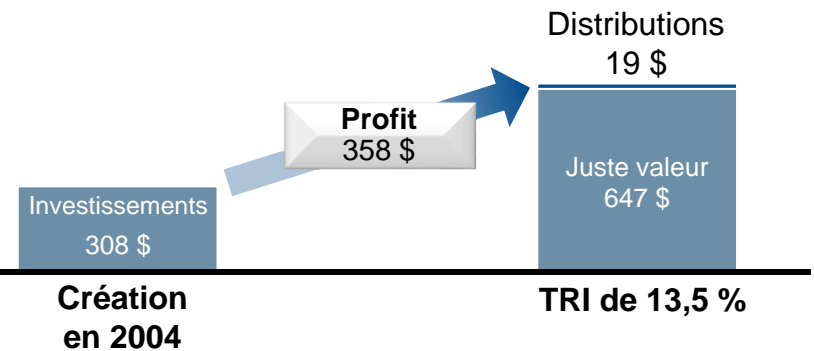 Distributions
19 $
Profit
358 $
Juste valeur
647 $
Investissements
308 $
Création
en 2004
TRI de 13,5 %